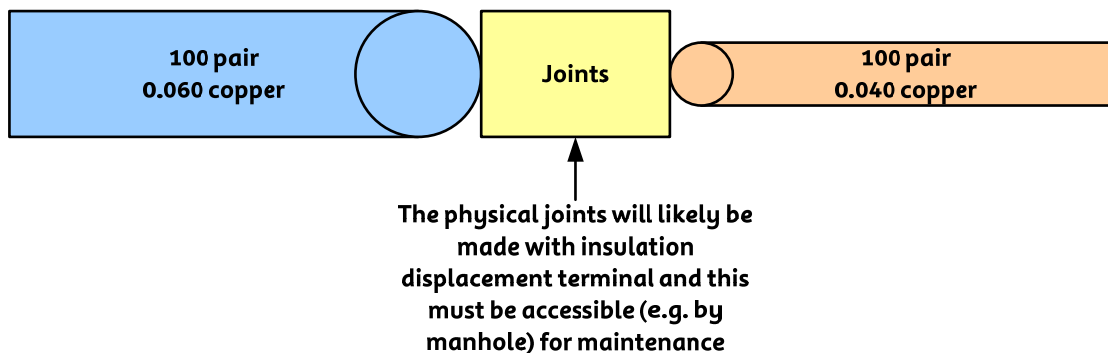 100 pair
0.060 copper
Joints
100 pair
0.040 copper
The physical joints will likely be
made with insulation
displacement terminal and this
must be accessible (e.g. by
manhole) for maintenance